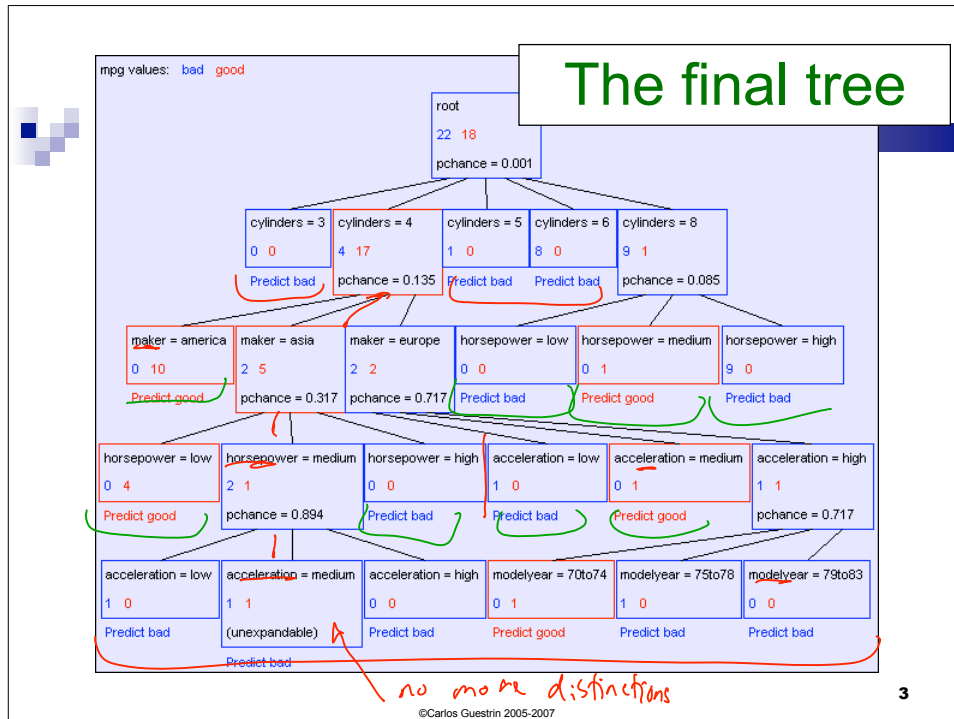 The final tree
mpg values: bad good
root
22 18
pchance = 0.001
cylinders = 3
0 0
Predict bad
cylinders = 4
4 17
pchance = 0.135
cylinders = 5
1 0
Predict bad
cylinders = 6
8 0
Predict bad
cylinders = 8
9 1
pchance = 0.085
maker = america
0 10
Predict good
maker = asia
2 5
pchance = 0.317
maker = europe
2 2
pchance = 0.717
horsepower = low
0 0
Predict bad
horsepower = medium
0 1
Predict good
horsepower = high
9 0
Predict bad
horsepower = low
0 4
Predict good
horsepower = medium
2 1
pchance = 0.894
horsepower = high
0 0
Predict bad
acceleration = low
1 0
Predict bad
acceleration = medium
0 1
Predict good
acceleration = high
1 1
pchance = 0.717
acceleration = low
1 0
Predict bad
acceleration = medium
1 1
(unexpandable)
Predict bad
acceleration = high
0 0
Predict bad
modelyear = 70to74
0 1
Predict good
modelyear = 75to78
1 0
Predict bad
modelyear = 79to83
0 0
Predict bad
no more distinctions
©Carlos Guestrin 2005-2007
3